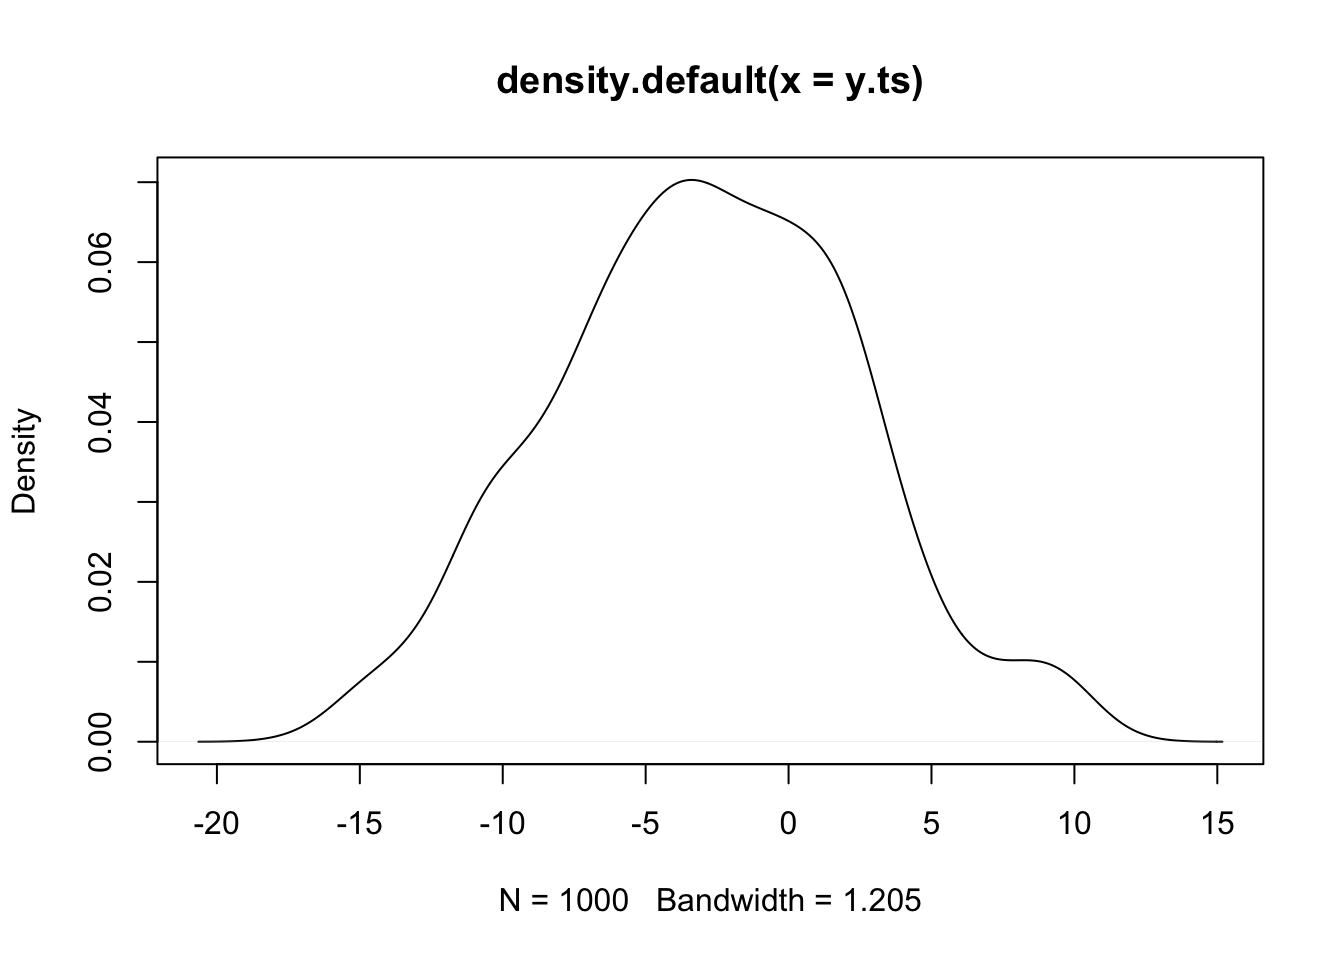 density.default(x = y.ts)
Density
0.06
0.04
0.02
0.00
-20 -15 -10 -5 0 5 10 15
N = 1000 Bandwidth = 1.205